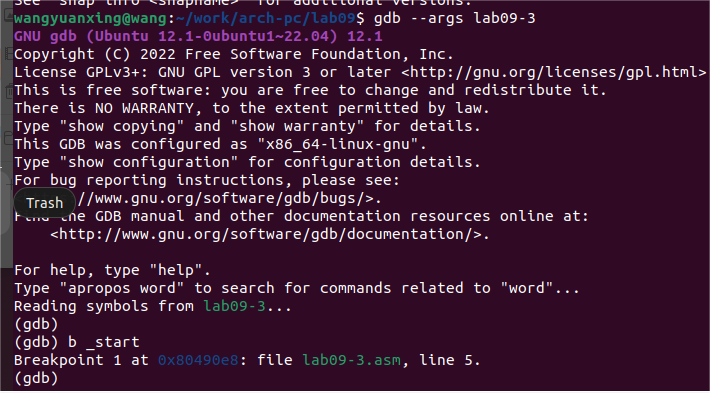 See "snap info <snapname>" for additional versions.
wangyuanxing@wang:~/work/arch-pc/lab09$ gdb --args lab09-3
GNU gdb (Ubuntu 12.1-0ubuntu1~22.04) 12.1
Copyright (C) 2022 Free Software Foundation, Inc.
License GPLv3+: GNU GPL version 3 or later <http://gnu.org/licenses/gpl.html>
This is free software: you are free to change and redistribute it.
There is NO WARRANTY, to the extent permitted by law.
Type "show copying" and "show warranty" for details.
This GDB was configured as "x86_64-linux-gnu".
Type "show configuration" for configuration details.
For bug reporting instructions, please see:
//www.gnu.org/software/gdb/bugs/>.
Trash
Find the GDB manual and other documentation resources online at:
<http://www.gnu.org/software/gdb/documentation/>.
For help, type "help".
Type "apropos word" to search for commands related to "word"...
Reading symbols from lab09-3...
(gdb)
(gdb) b _start
Breakpoint 1 at 0x80490e8: file lab09-3.asm, line 5.
(gdb)